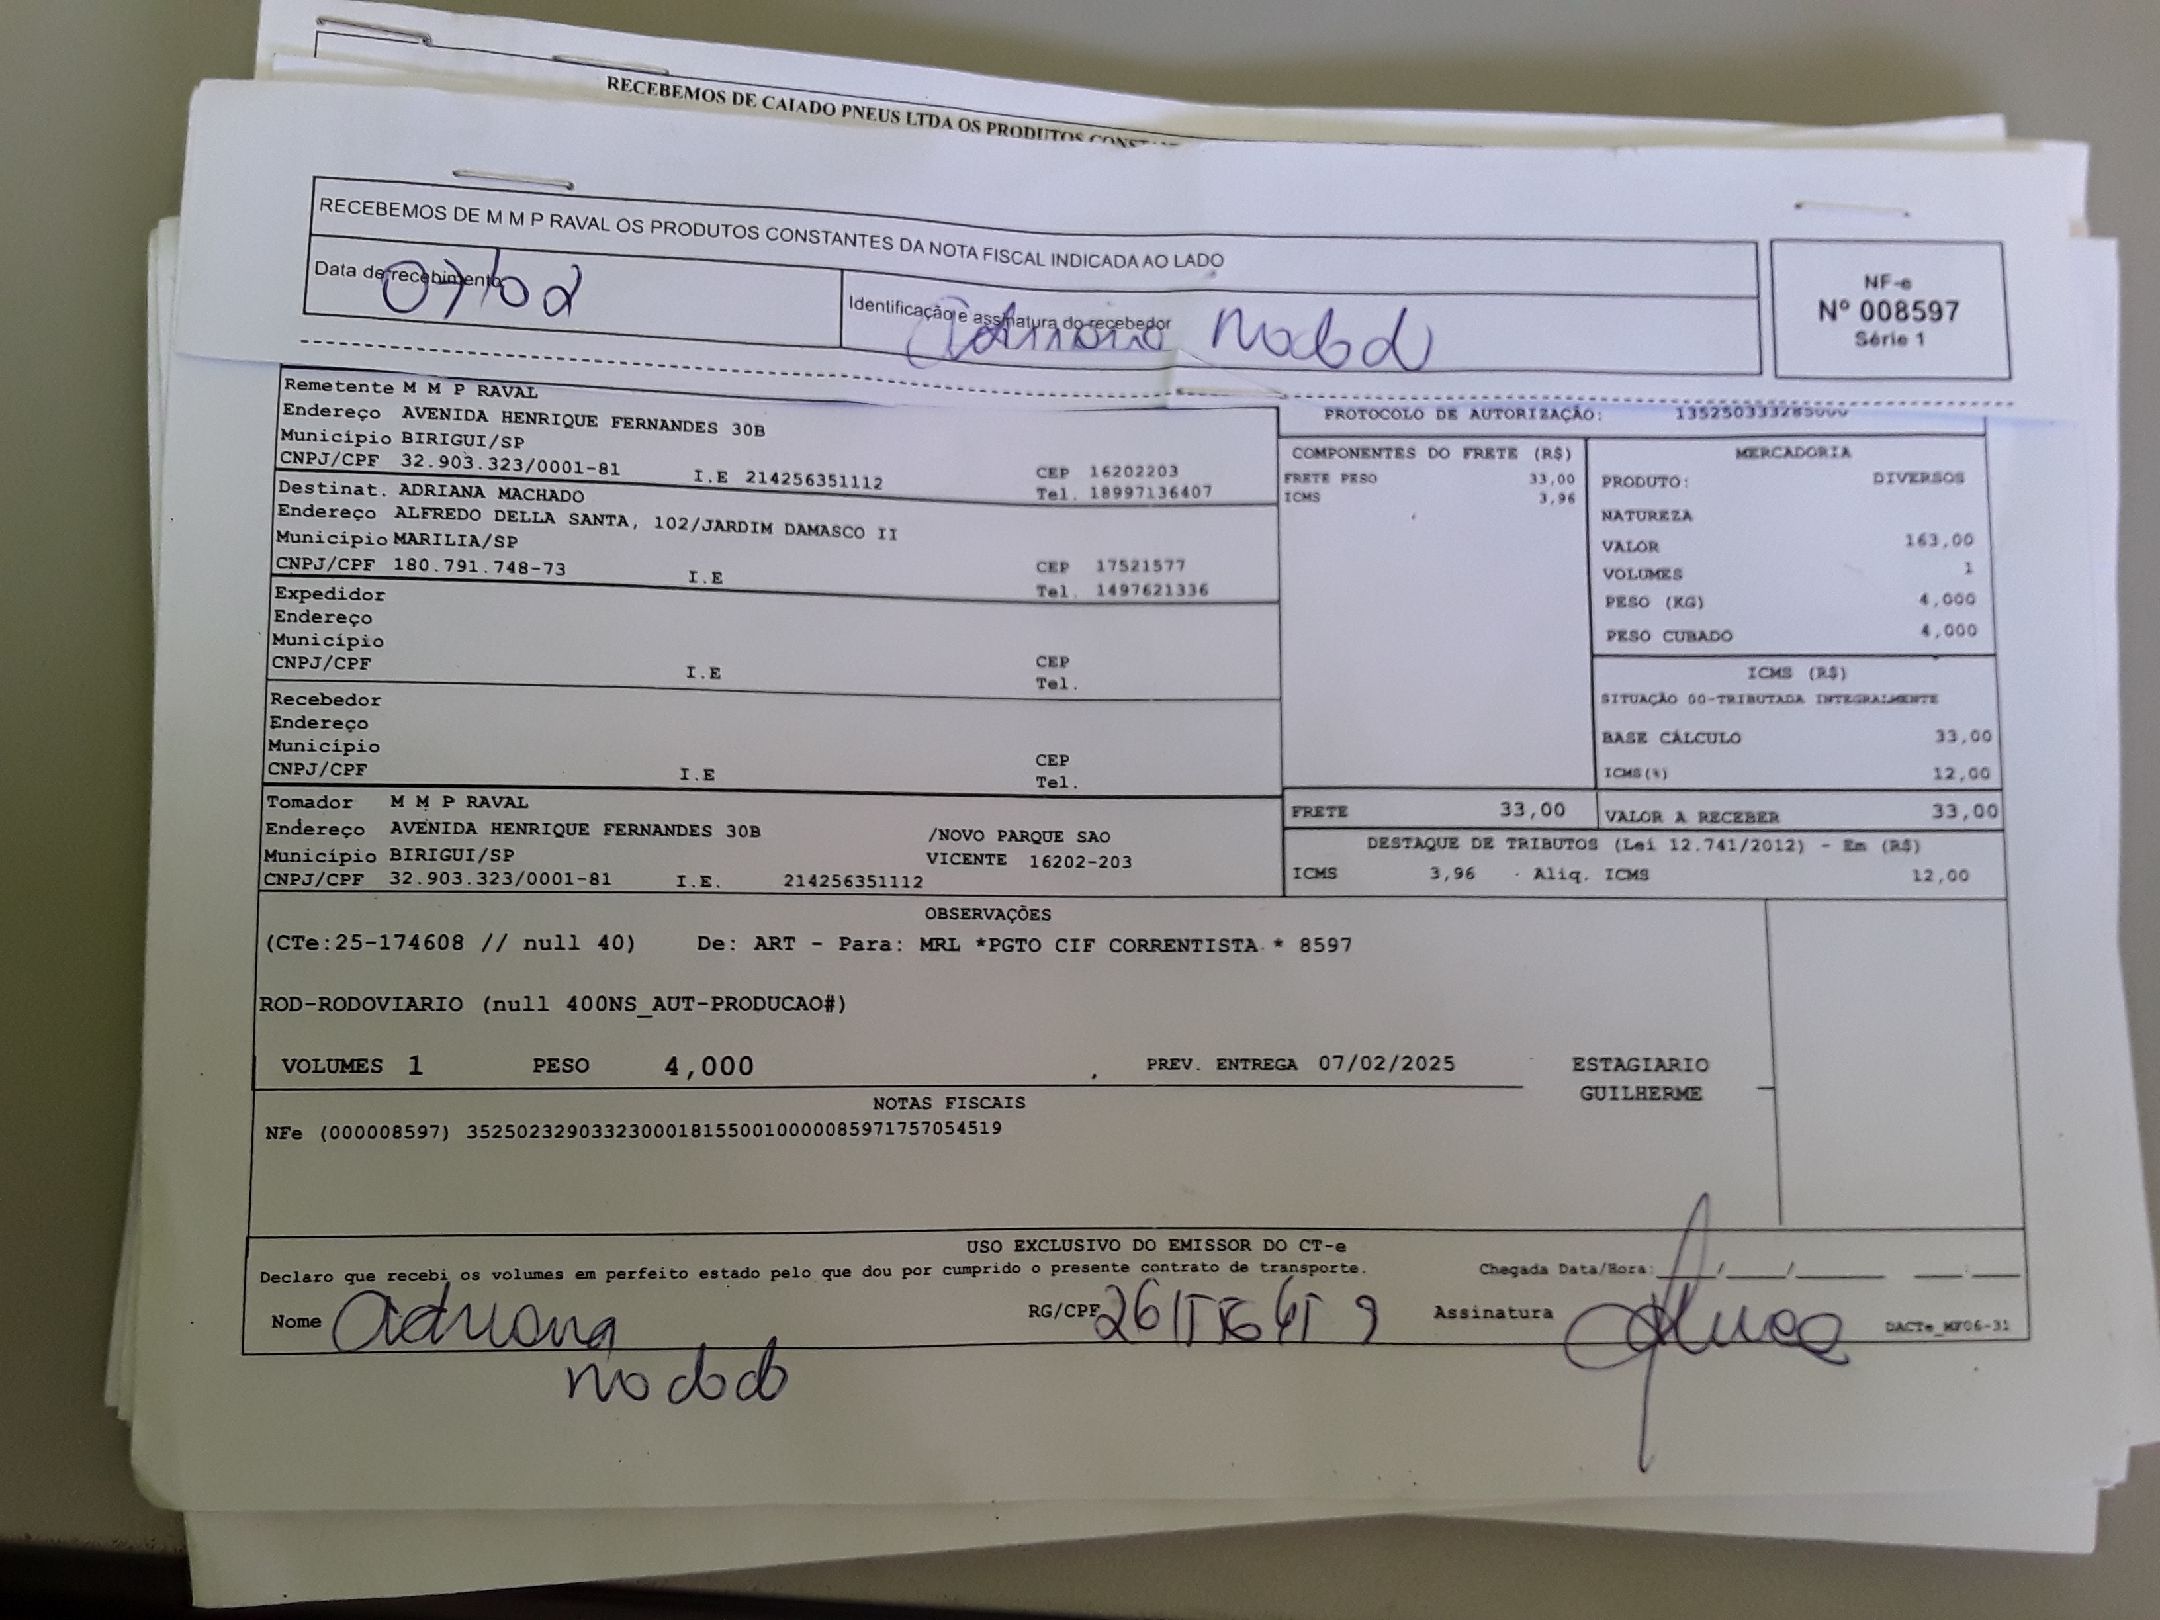 RECEBEMOS DE CAIADO PNEUS LTDA OS PRODUTOS
RECEBEMOS DE M M P RAVAL OS PRODUTOS CONSTANTES DA NOTA FISCAL INDICADA AO LADO
Data de recebimento 07/02
Identificação e assinatura do recebedor
NF-e
Nº 008597
Série 1
Remetente M M P RAVAL
Endereço AVENIDA HENRIQUE FERNANDES 30B
Município BIRIGUI/SP
CNPJ/CPF 32.903.323/0001-81 I.E 214256351112 CEP 16202203
Tel. 18997136407
Destinat. ADRIANA MACHADO
Endereço ALFREDO DELLA SANTA, 102/JARDIM DAMASCO II
Município MARILIA/SP
CNPJ/CPF 180.791.748-73 I.E CEP 17521577
Tel. 1497621336
Expedidor
Endereço
Município
CNPJ/CPF I.E CEP
Tel.
Recebedor
Endereço
Município
CNPJ/CPF I.E CEP
Tel.
Tomador M M P RAVAL
Endereço AVENIDA HENRIQUE FERNANDES 30B /NOVO PARQUE SAO
Município BIRIGUI/SP VICENTE 16202-203
CNPJ/CPF 32.903.323/0001-81 I.E. 214256351112
PROTOCOLO DE AUTORIZAÇÃO:
COMPONENTES DO FRETE (R$)
FRETE PESO 33,00
ICMS 3,96
MERCADORIA
PRODUTO: DIVERSOS
NATUREZA
VALOR 163,00
VOLUMES 1
PESO (KG) 4,000
PESO CUBADO 4,000
ICMS (R$)
SITUAÇÃO 00-TRIBUTADA INTEGRALMENTE
BASE CÁLCULO 33,00
ICMS(%) 12,00
FRETE 33,00 VALOR A RECEBER 33,00
DESTAQUE DE TRIBUTOS (Lei 12.741/2012) - Em (R$)
ICMS 3,96 Aliq. ICMS 12,00
OBSERVAÇÕES
(CTe:25-174608 // null 40) De: ART - Para: MRL *PGTO CIF CORRENTISTA * 8597
ROD-RODOVIARIO (null 400NS_AUT-PRODUCAO#)
VOLUMES 1 PESO 4,000 PREV. ENTREGA 07/02/2025 ESTAGIARIO
GUILHERME
NOTAS FISCAIS
NFe (000008597) 35250232903323000181550010000085971757054519
USO EXCLUSIVO DO EMISSOR DO CT-e
Declaro que recebi os volumes em perfeito estado pelo que dou por cumprido o presente contrato de transporte. Chegada Data/Hora: / / :
Nome Adriana RG/CPF Assinatura DACTe_M706-31